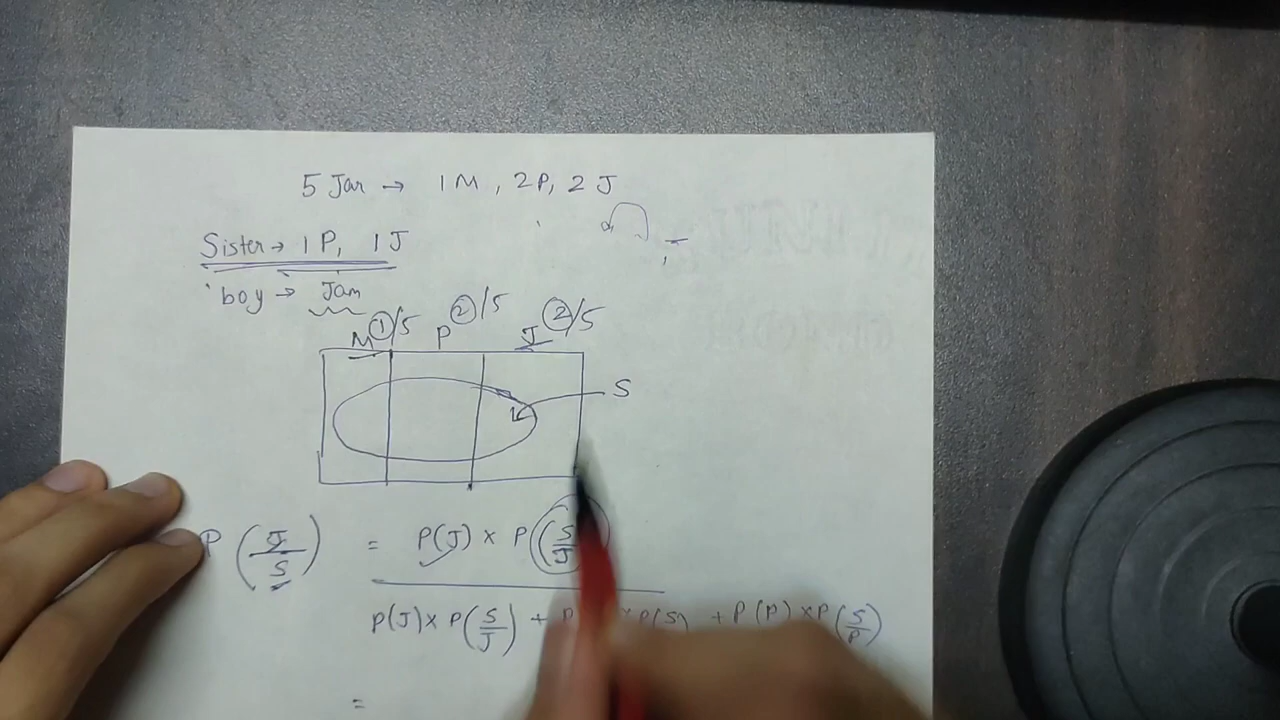 5 Jar → 1 M , 2 P, 2 J
Sister → 1 P, 1 J
boy → Jam
M ①/5 P ②/5 J ②/5
S
P (J/S) = P(J) × P (S/J)
P(J) × P (S/J) + P × P(S) + P(P) × P(S/P)
=